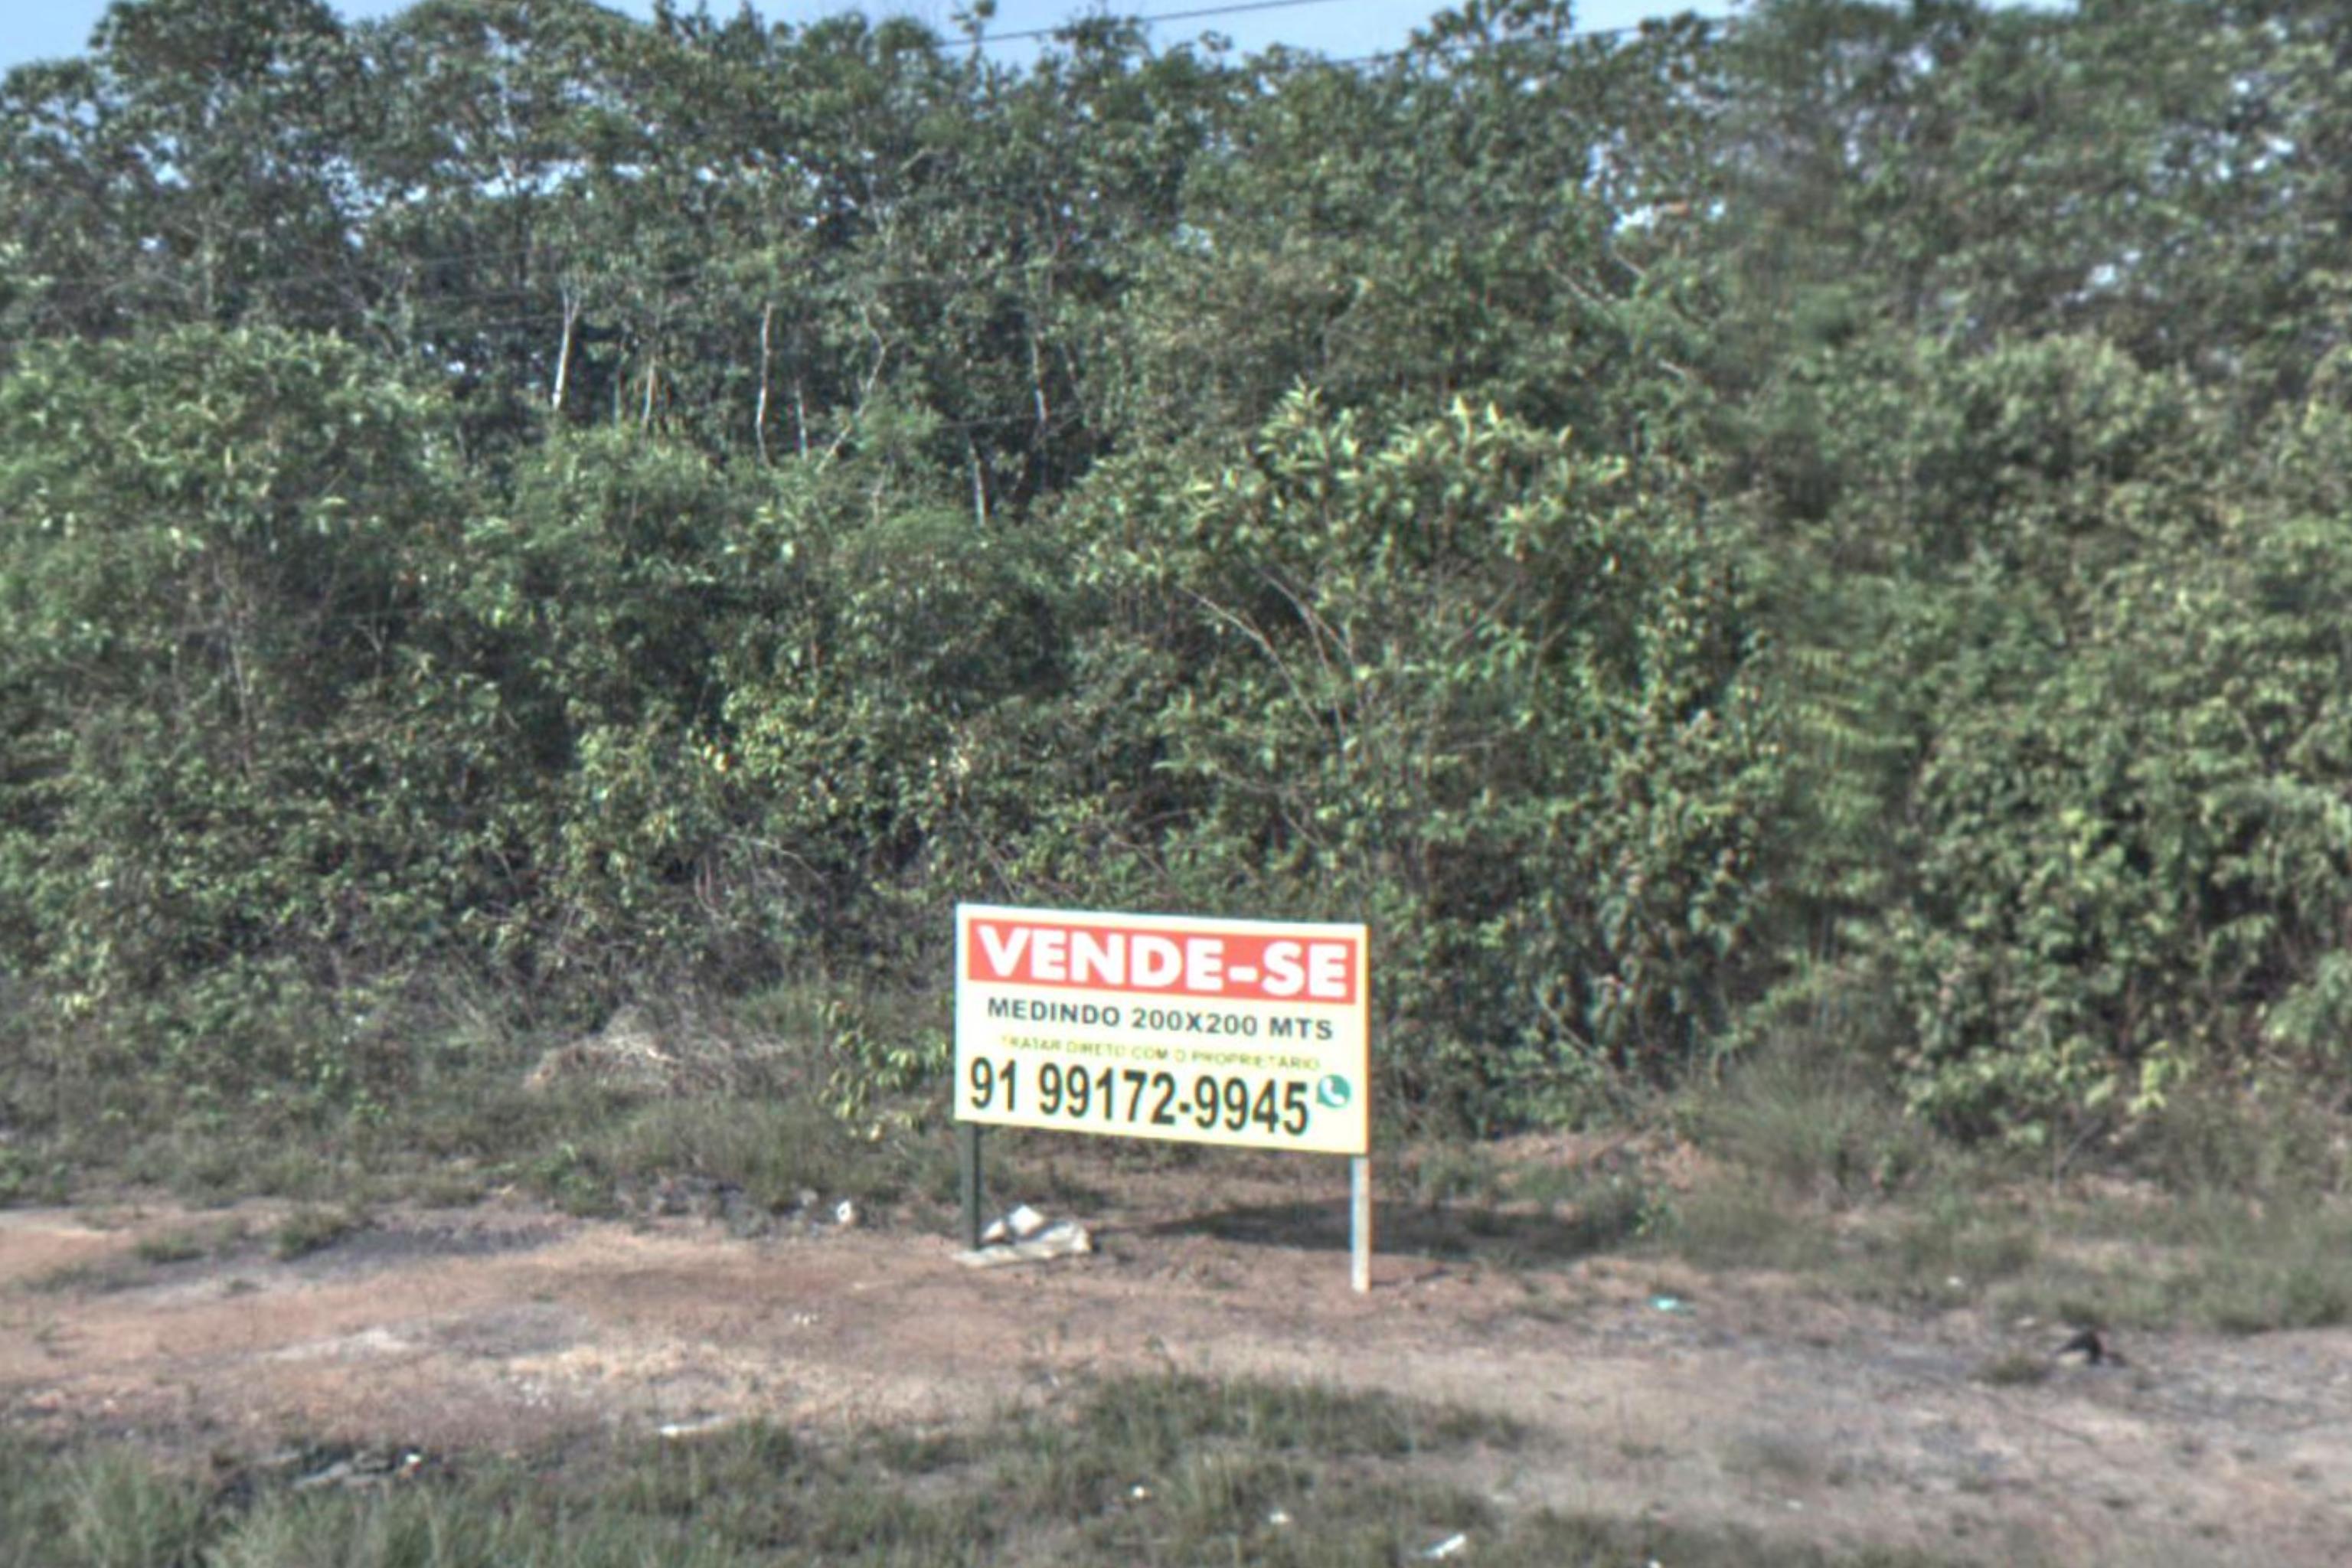 VENDE-SE
MEDINDO 200X200 MTS
TRATAR DIRETO COM O PROPRIETARIO
91 99172-9945